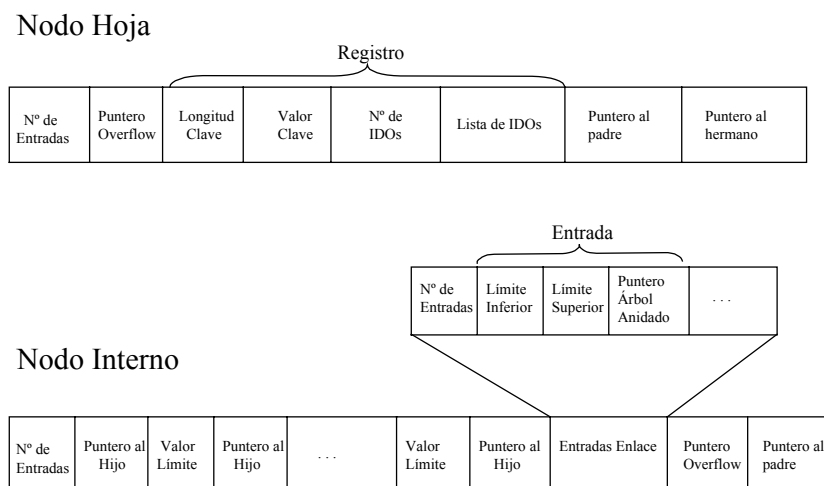 Nodo Hoja
Registro
Nº de
Entradas
Puntero
Overflow
Longitud
Clave
Valor
Clave
Nº de
IDOs
Lista de IDOs
Puntero al
padre
Puntero al
hermano
Entrada
Nº de
Entradas
Límite
Inferior
Límite
Superior
Puntero
Árbol
Anidado
. . .
Nodo Interno
Nº de
Entradas
Puntero al
Hijo
Valor
Límite
Puntero al
Hijo
. . .
Valor
Límite
Puntero al
Hijo
Entradas Enlace
Puntero
Overflow
Puntero al
padre